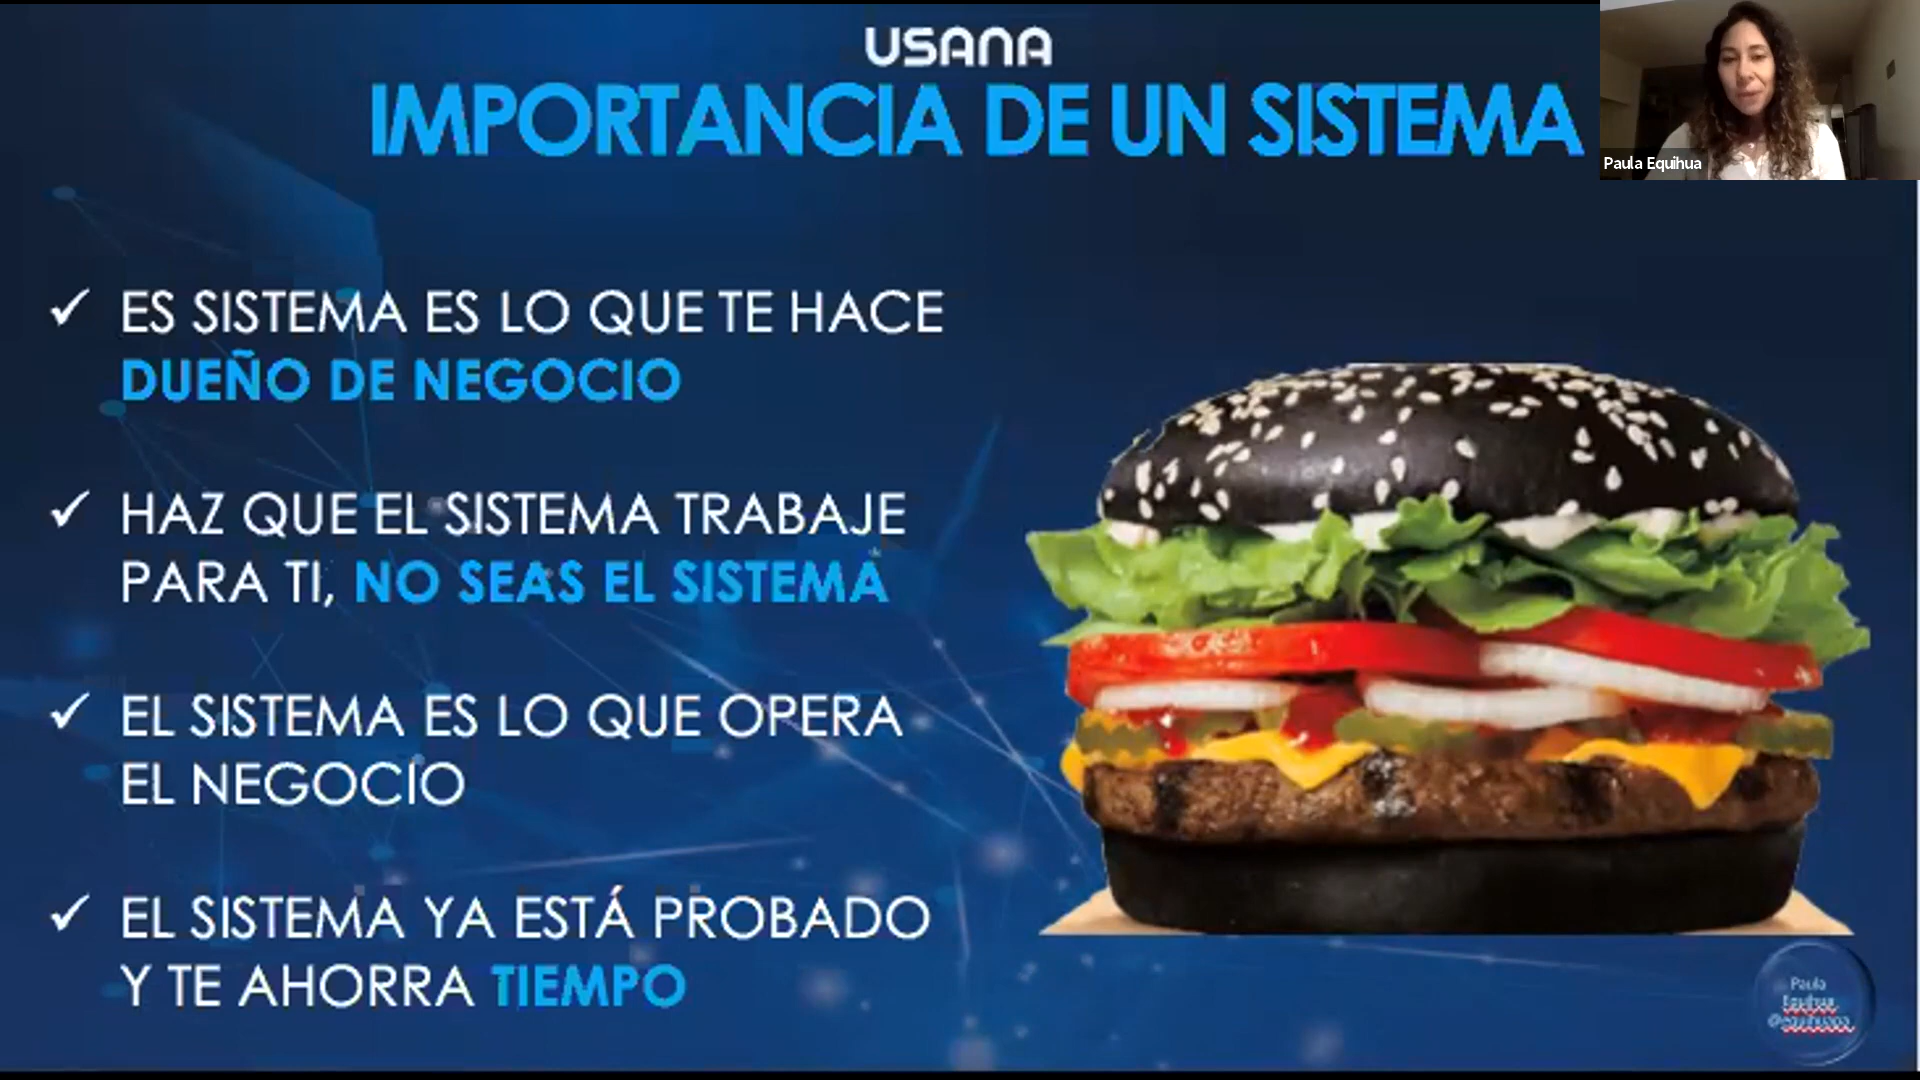 USANA
IMPORTANCIA DE UN SISTEMA
Paula Equihua
✓ ES SISTEMA ES LO QUE TE HACE
DUEÑO DE NEGOCIO
✓ HAZ QUE EL SISTEMA TRABAJE
PARA TI, NO SEAS EL SISTEMA
✓ EL SISTEMA ES LO QUE OPERA
EL NEGOCIO
✓ EL SISTEMA YA ESTÁ PROBADO
Y TE AHORRA TIEMPO
Paula
Equihua